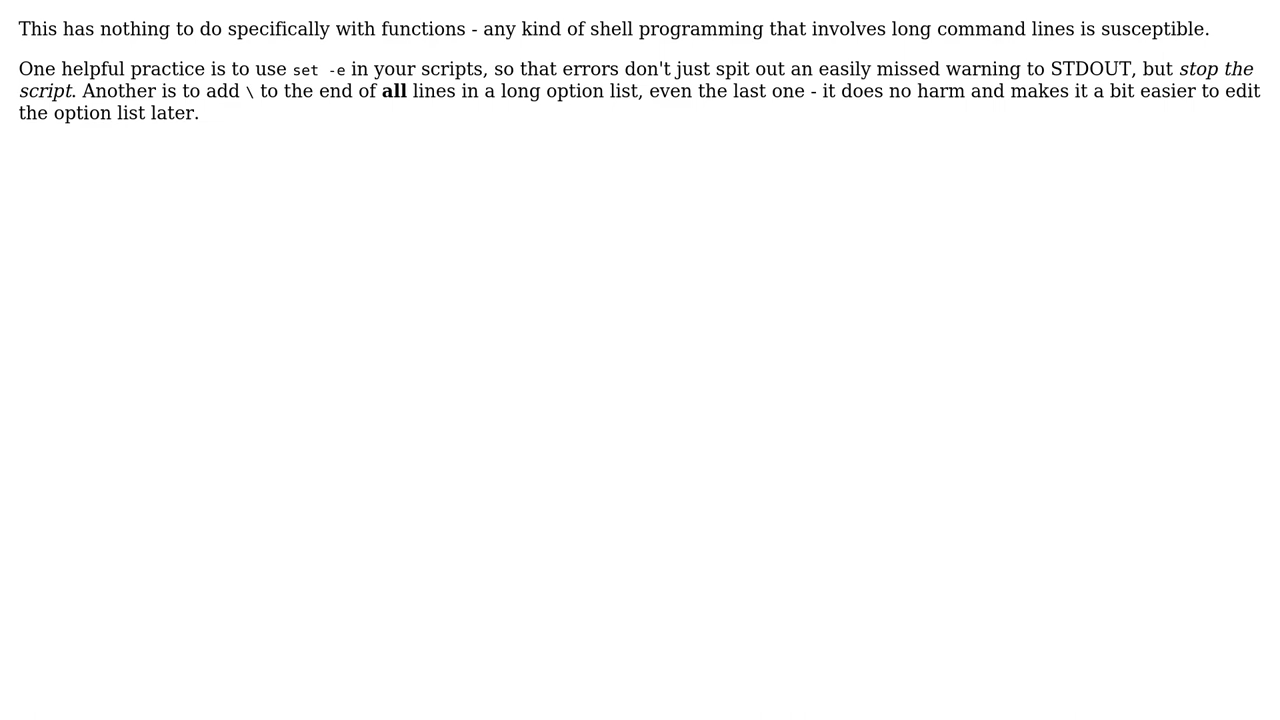 This has nothing to do specifically with functions - any kind of shell programming that involves long command lines is susceptible.
One helpful practice is to use set -e in your scripts, so that errors don't just spit out an easily missed warning to STDOUT, but stop the
script. Another is to add \ to the end of all lines in a long option list, even the last one - it does no harm and makes it a bit easier to edit
the option list later.